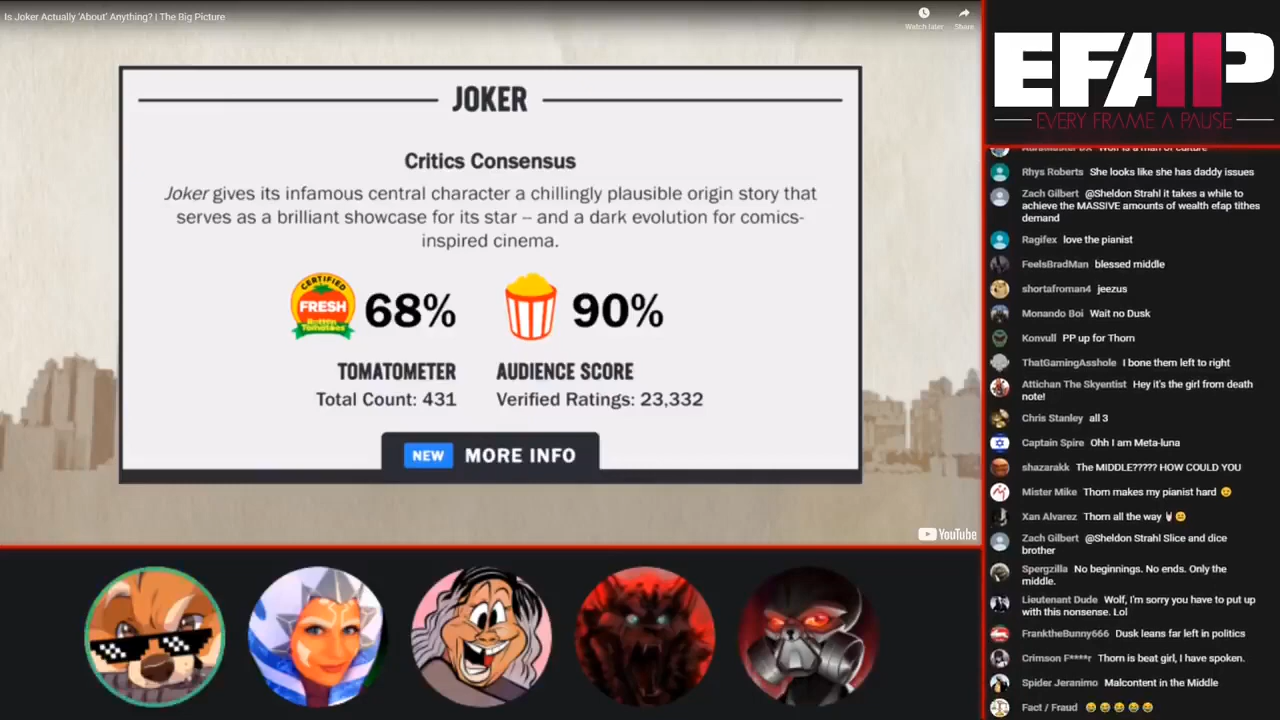 Is Joker Actually 'About' Anything? | The Big Picture
Watch later
Share
JOKER
Critics Consensus
Joker gives its infamous central character a chillingly plausible origin story that
serves as a brilliant showcase for its star – and a dark evolution for comics-
inspired cinema.
CERTIFIED
FRESH
Rotten
Tomatoes
68%
90%
TOMATOMETER
AUDIENCE SCORE
Total Count: 431
Verified Ratings: 23,332
NEW
MORE INFO
YouTube
EFAP
EVERY FRAME A PAUSE
Rhys Roberts She looks like she has daddy issues
Zach Gilbert @Sheldon Strahl it takes a while to
achieve the MASSIVE amounts of wealth efap tithes
demand
Ragifex love the pianist
FeelsBradMan blessed middle
shortafroman4 jeezus
Monando Boi Wait no Dusk
Konvull PP up for Thorn
ThatGamingAsshole I bone them left to right
Attichan The Skyentist Hey it's the girl from death
note!
Chris Stanley all 3
Captain Spire Ohh I am Meta-luna
shazarakk The MIDDLE????? HOW COULD YOU
Mister Mike Thorn makes my pianist hard
Xan Alvarez Thorn all the way
Zach Gilbert @Sheldon Strahl Slice and dice
brother
Spergzilla No beginnings. No ends. Only the
middle.
Lieutenant Dude Wolf, I'm sorry you have to put up
with this nonsense. Lol
FranktheBunny666 Dusk leans far left in politics
Crimson F****r Thorn is beat girl, I have spoken.
Spider Jeranimo Malcontent in the Middle
Fact / Fraud 😂😂😂😂😂